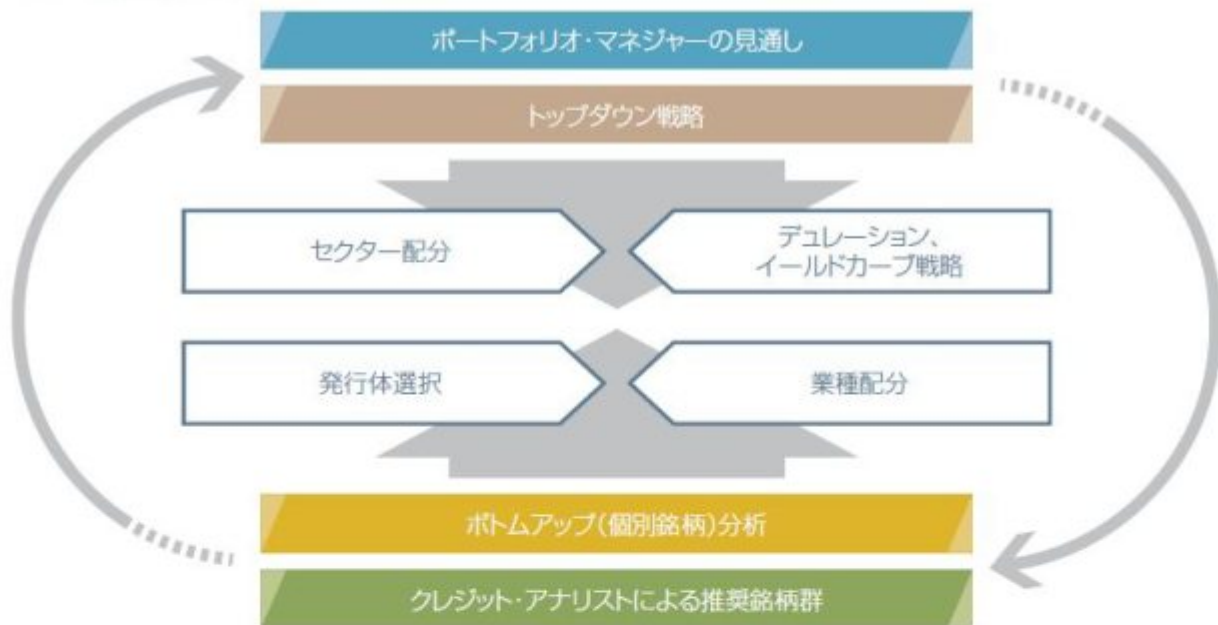 ポートフォリオ・マネジャーの見通し
トップダウン戦略
セクター配分
デュレーション、
イールドカーブ戦略
発行体選択
業種配分
ボトムアップ(個別銘柄)分析
クレジット・アナリストによる推奨銘柄群